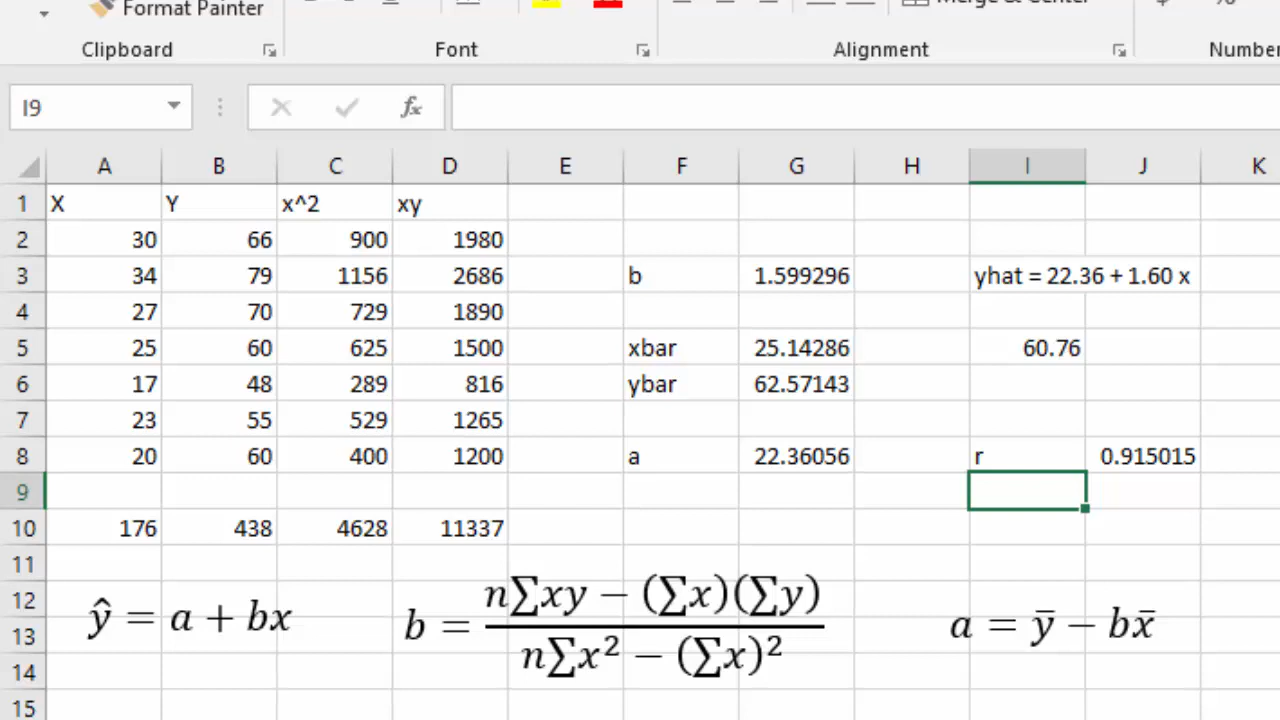 Format Painter
Merge & Center
%
Clipboard Font Alignment Number
I9 fx
A B C D E F G H I J K
1 X Y x^2 xy
2 30 66 900 1980
3 34 79 1156 2686 b 1.599296 yhat = 22.36 + 1.60 x
4 27 70 729 1890
5 25 60 625 1500 xbar 25.14286 60.76
6 17 48 289 816 ybar 62.57143
7 23 55 529 1265
8 20 60 400 1200 a 22.36056 r 0.915015
9
10 176 438 4628 11337
11
12
13
14
15
ŷ = a + bx
b = n∑xy − (∑x)(∑y)
n∑x² − (∑x)²
a = ȳ − bx̄